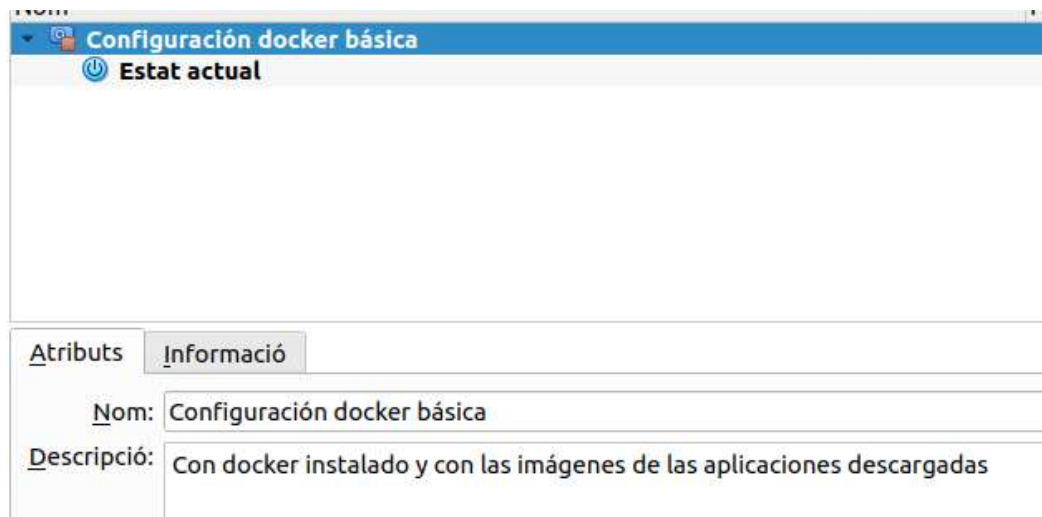 Nom
Configuración docker básica
Estat actual
Atributs Informació
Nom: Configuración docker básica
Descripció: Con docker instalado y con las imágenes de las aplicaciones descargadas